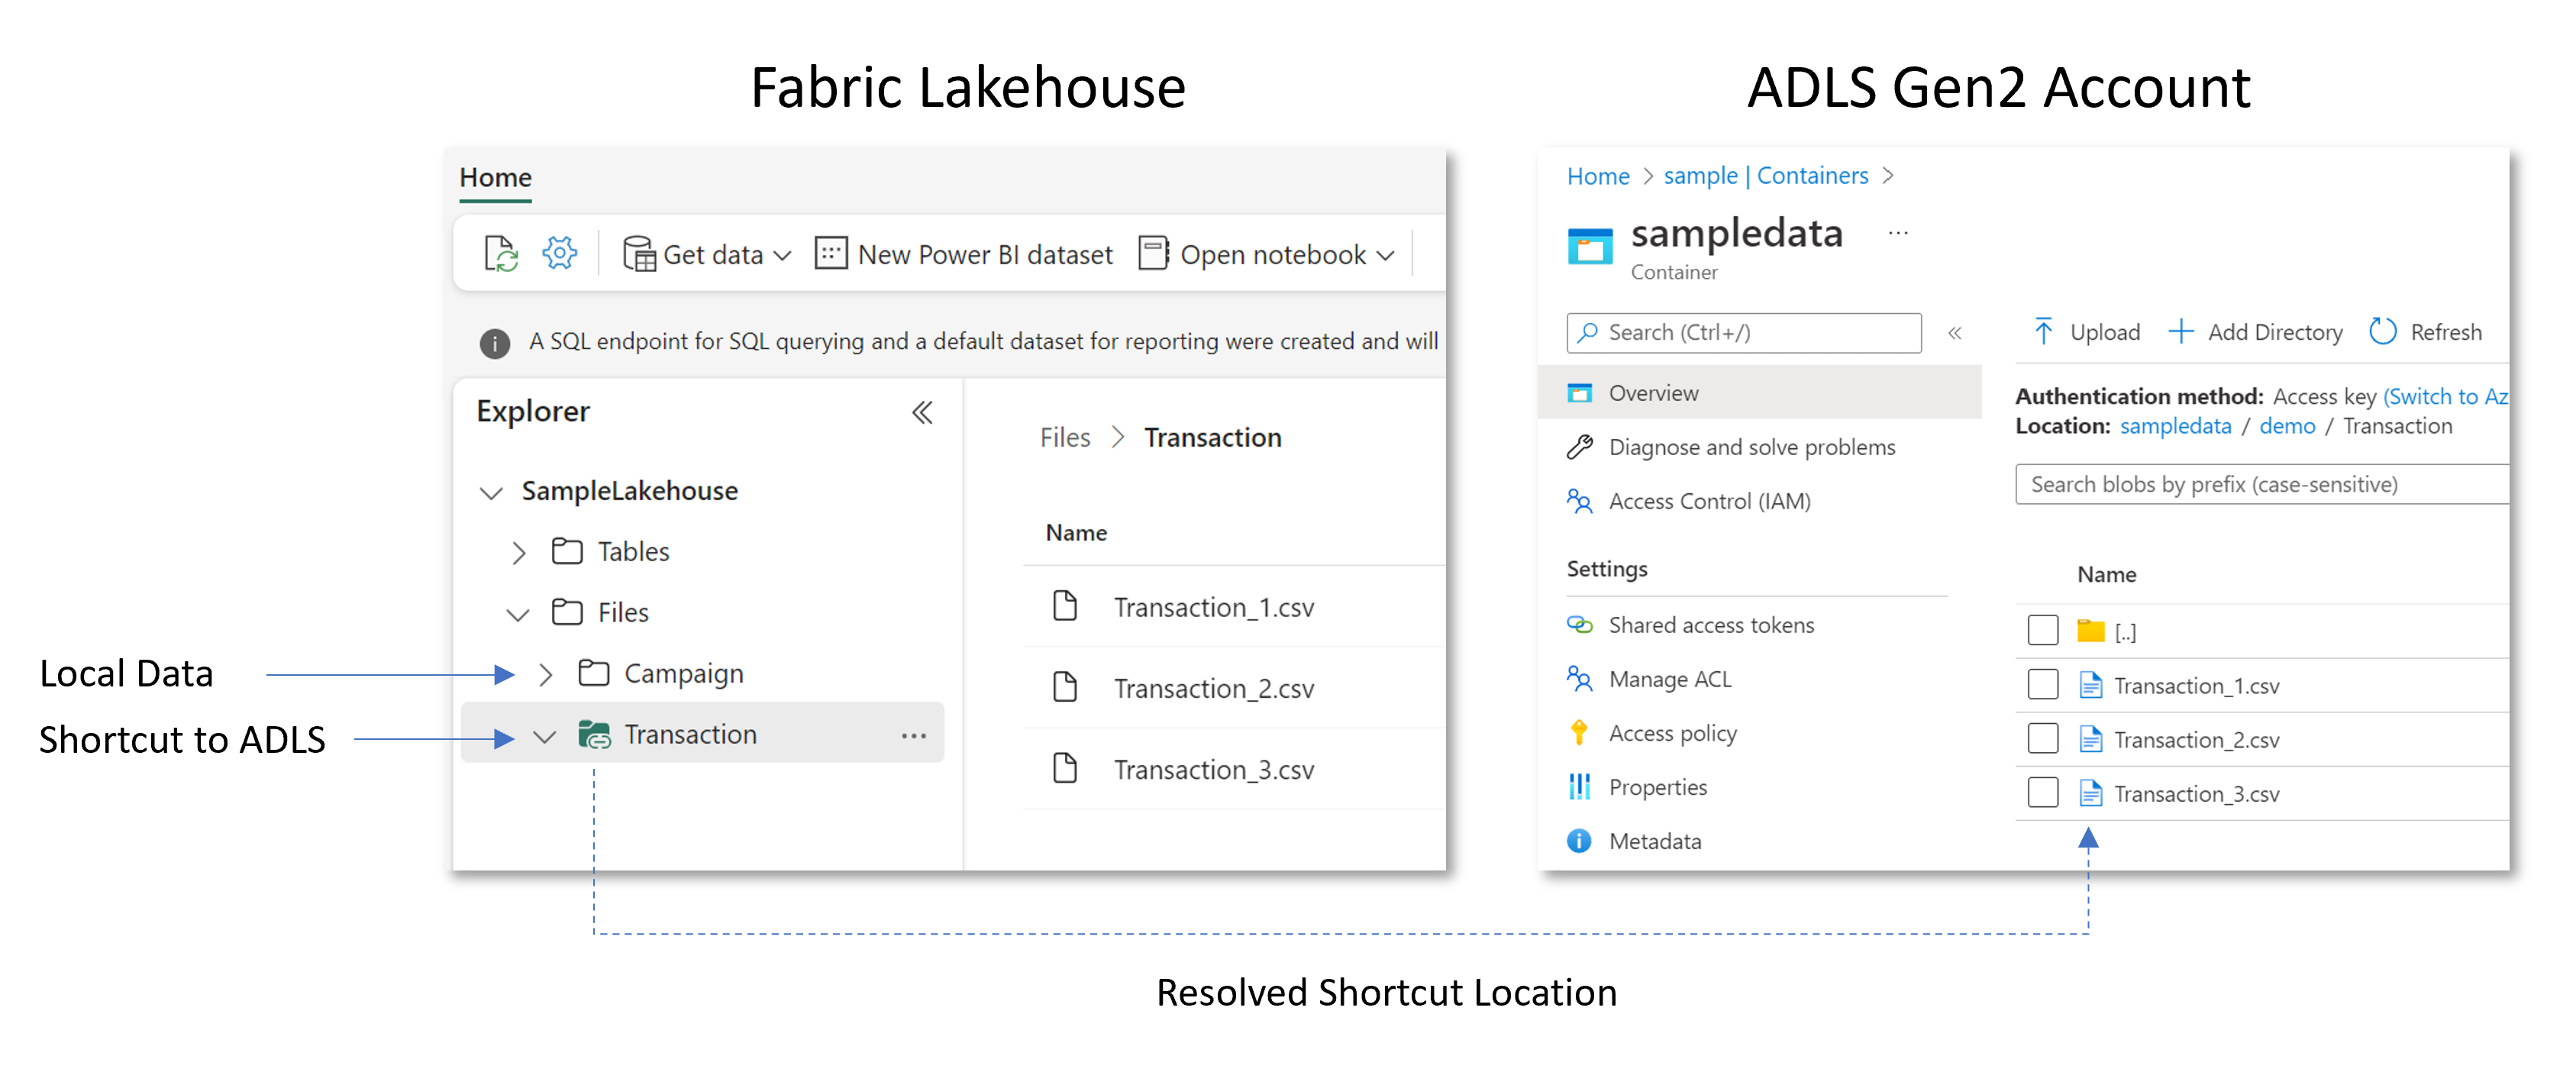 Fabric Lakehouse
ADLS Gen2 Account
Home
Get data
New Power BI dataset
Open notebook
A SQL endpoint for SQL querying and a default dataset for reporting were created and will
Explorer
SampleLakehouse
Tables
Files
Campaign
Transaction
...
Local Data
Shortcut to ADLS
Files > Transaction
Name
Transaction_1.csv
Transaction_2.csv
Transaction_3.csv
Home > sample | Containers >
sampledata ...
Container
Search (Ctrl+/)
Overview
Diagnose and solve problems
Access Control (IAM)
Settings
Shared access tokens
Manage ACL
Access policy
Properties
Metadata
Upload
Add Directory
Refresh
Authentication method: Access key (Switch to Az
Location: sampledata / demo / Transaction
Search blobs by prefix (case-sensitive)
Name
[..]
Transaction_1.csv
Transaction_2.csv
Transaction_3.csv
Resolved Shortcut Location